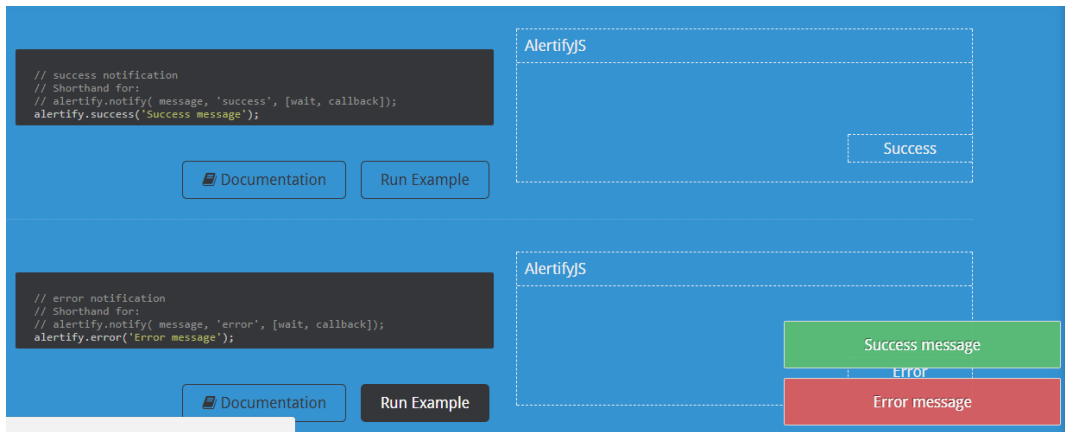 AlertifyJS
// success notification
// Shorthand for:
// alertify.notify( message, 'success', [wait, callback]);
alertify.success('Success message');
Success
Documentation
Run Example
AlertifyJS
// error notification
// Shorthand for:
// alertify.notify( message, 'error', [wait, callback]);
alertify.error('Error message');
Success message
Error
Documentation
Run Example
Error message